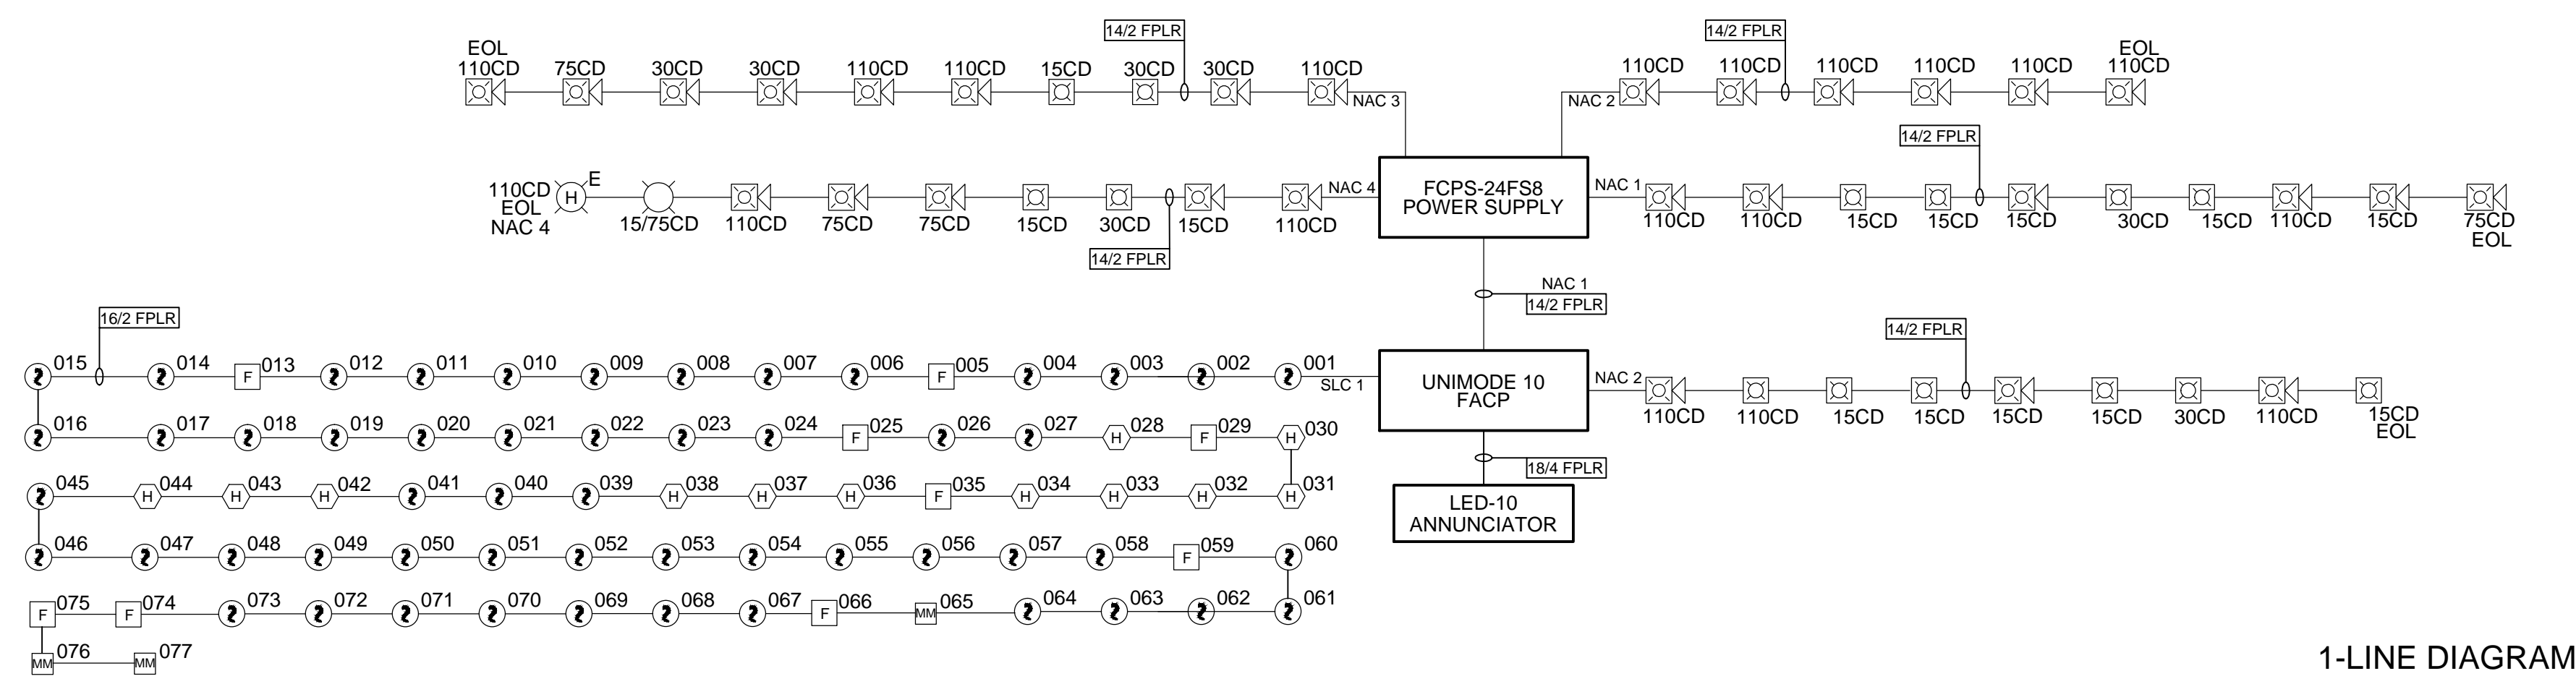 14/2 FPLR 14/2 FPLR
EOL EOL
110CD 75CD 30CD 30CD 110CD 110CD 15CD 30CD 30CD 110CD 110CD 110CD 110CD 110CD 110CD 110CD
NAC 3 NAC 2
14/2 FPLR
110CD E NAC 4 FCPS-24FS8 NAC 1
EOL H POWER SUPPLY
NAC 4 15/75CD 110CD 75CD 75CD 15CD 30CD 15CD 110CD 110CD 110CD 15CD 15CD 15CD 30CD 15CD 110CD 15CD 75CD
EOL
14/2 FPLR
NAC 1
14/2 FPLR
16/2 FPLR 14/2 FPLR
015 014 F 013 012 011 010 009 008 007 006 F 005 004 003 002 001
SLC 1 UNIMODE 10 NAC 2
FACP
110CD 110CD 15CD 15CD 15CD 15CD 30CD 110CD 15CD
EOL
016 017 018 019 020 021 022 023 024 F 025 026 027 H 028 F 029 H 030
18/4 FPLR
045 H 044 H 043 H 042 041 040 039 H 038 H 037 H 036 F 035 H 034 H 033 H 032 H 031
LED-10
ANNUNCIATOR
046 047 048 049 050 051 052 053 054 055 056 057 058 F 059 060
F 075 F 074 073 072 071 070 069 068 067 F 066 MM 065 064 063 062 061
MM 076 MM 077
1-LINE DIAGRAM